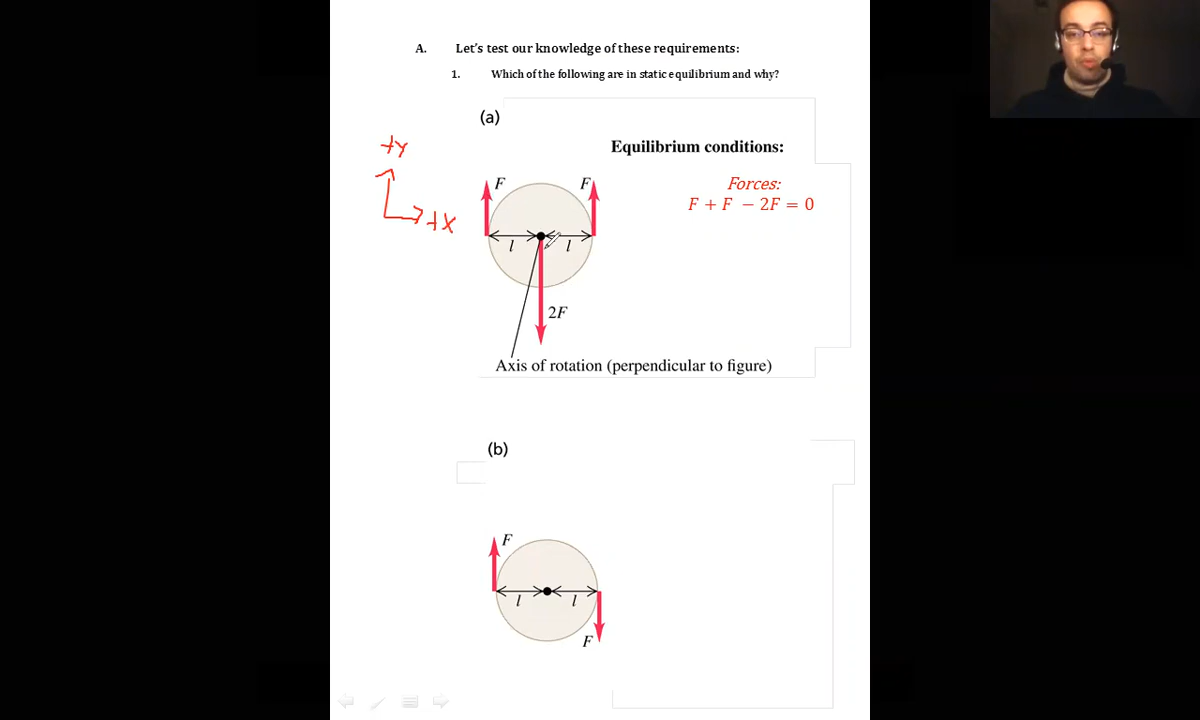 A. Let's test our knowledge of these requirements:
1. Which of the following are in static equilibrium and why?
(a)
Equilibrium conditions:
+Y
F
F
Forces:
F + F − 2F = 0
+X
l
l
2F
Axis of rotation (perpendicular to figure)
(b)
F
l
l
F